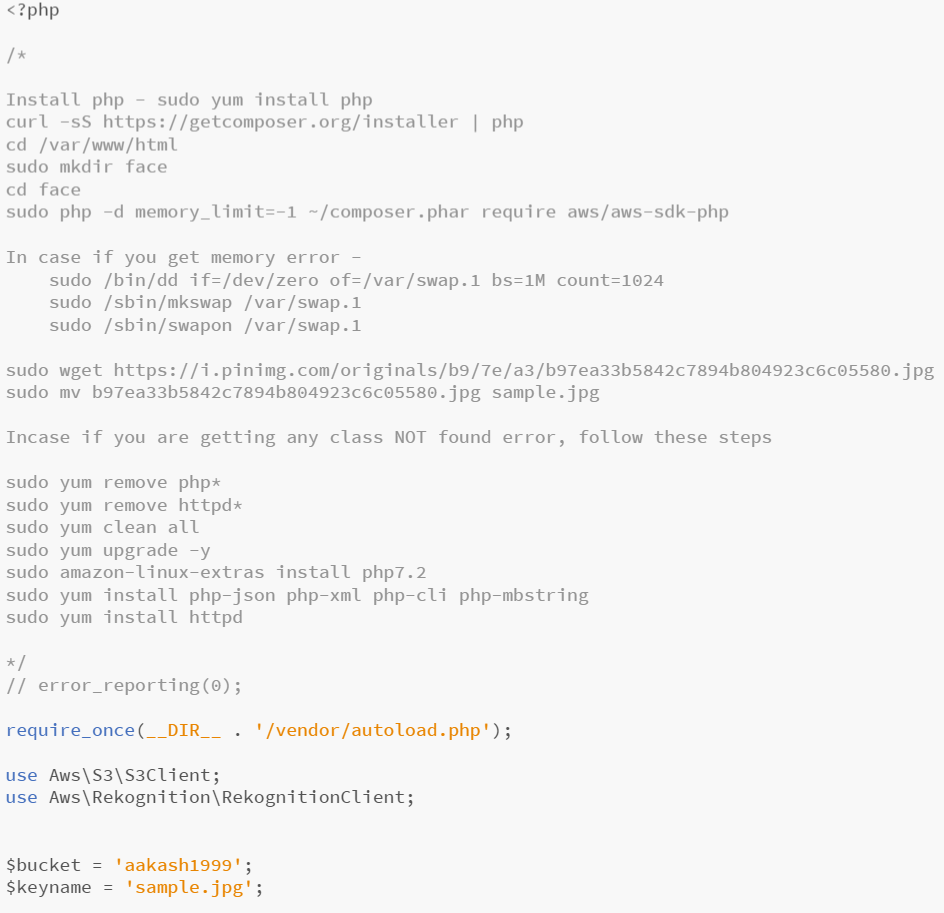 <?php
/*
Install php - sudo yum install php
curl -sS https://getcomposer.org/installer | php
cd /var/www/html
sudo mkdir face
cd face
sudo php -d memory_limit=-1 ~/composer.phar require aws/aws-sdk-php
In case if you get memory error -
sudo /bin/dd if=/dev/zero of=/var/swap.1 bs=1M count=1024
sudo /sbin/mkswap /var/swap.1
sudo /sbin/swapon /var/swap.1
sudo wget https://i.pinimg.com/originals/b9/7e/a3/b97ea33b5842c7894b804923c6c05580.jpg
sudo mv b97ea33b5842c7894b804923c6c05580.jpg sample.jpg
Incase if you are getting any class NOT found error, follow these steps
sudo yum remove php*
sudo yum remove httpd*
sudo yum clean all
sudo yum upgrade -y
sudo amazon-linux-extras install php7.2
sudo yum install php-json php-xml php-cli php-mbstring
sudo yum install httpd
*/
// error_reporting(0);
require_once(__DIR__ . '/vendor/autoload.php');
use Aws\S3\S3Client;
use Aws\Rekognition\RekognitionClient;
$bucket = 'aakash1999';
$keyname = 'sample.jpg';